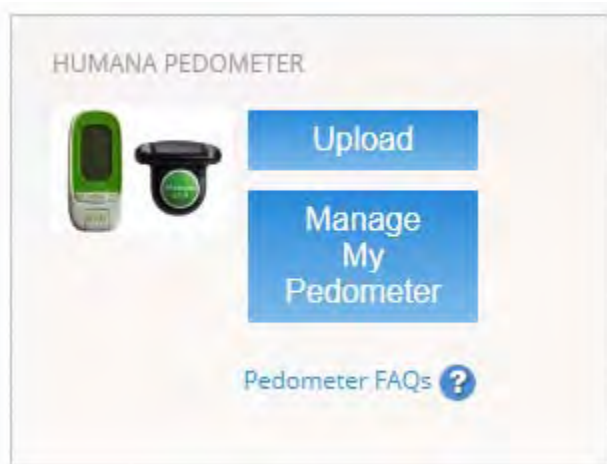 HUMANA PEDOMETER
Upload
Manage
My
Pedometer
Pedometer FAQs ?